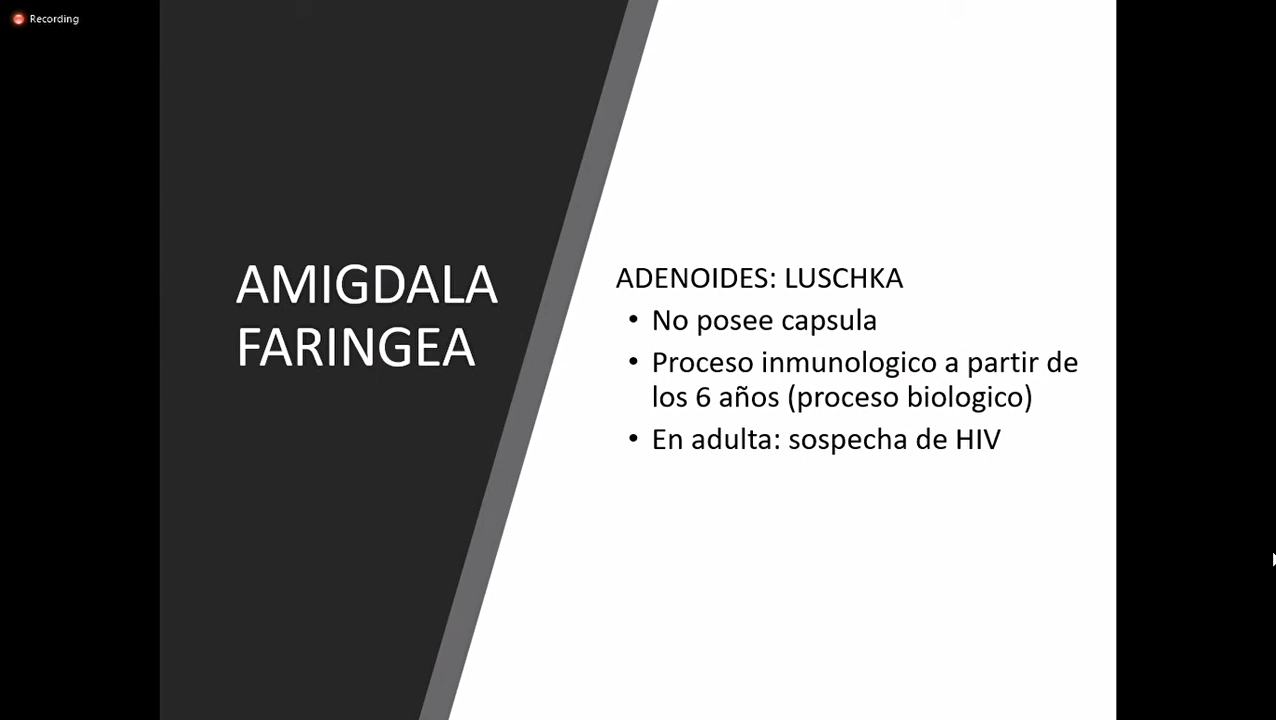 Recording
AMIGDALA
FARINGEA
ADENOIDES: LUSCHKA
• No posee capsula
• Proceso inmunologico a partir de
los 6 años (proceso biologico)
• En adulta: sospecha de HIV